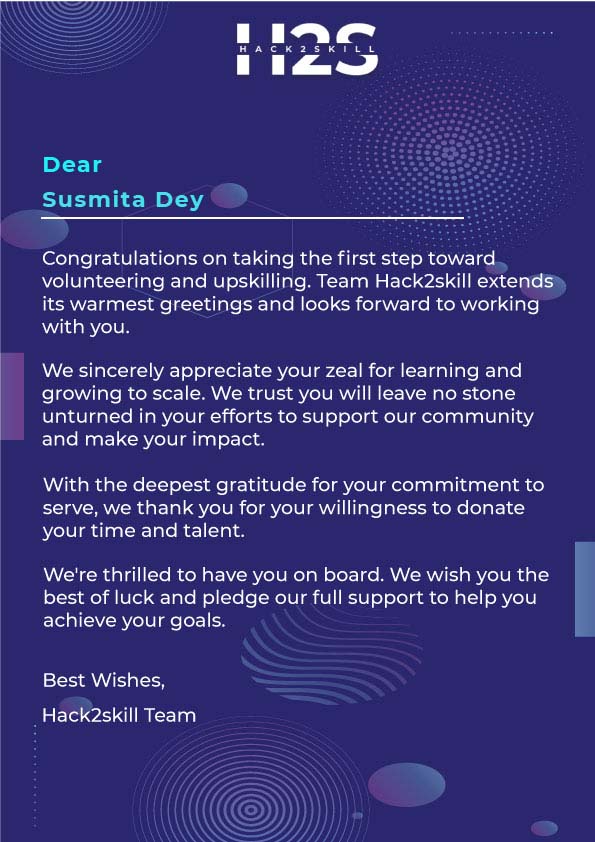 H2S
HACK2SKILL
Dear
Susmita Dey
Congratulations on taking the first step toward
volunteering and upskilling. Team Hack2skill extends
its warmest greetings and looks forward to working
with you.
We sincerely appreciate your zeal for learning and
growing to scale. We trust you will leave no stone
unturned in your efforts to support our community
and make your impact.
With the deepest gratitude for your commitment to
serve, we thank you for your willingness to donate
your time and talent.
We're thrilled to have you on board. We wish you the
best of luck and pledge our full support to help you
achieve your goals.
Best Wishes,
Hack2skill Team